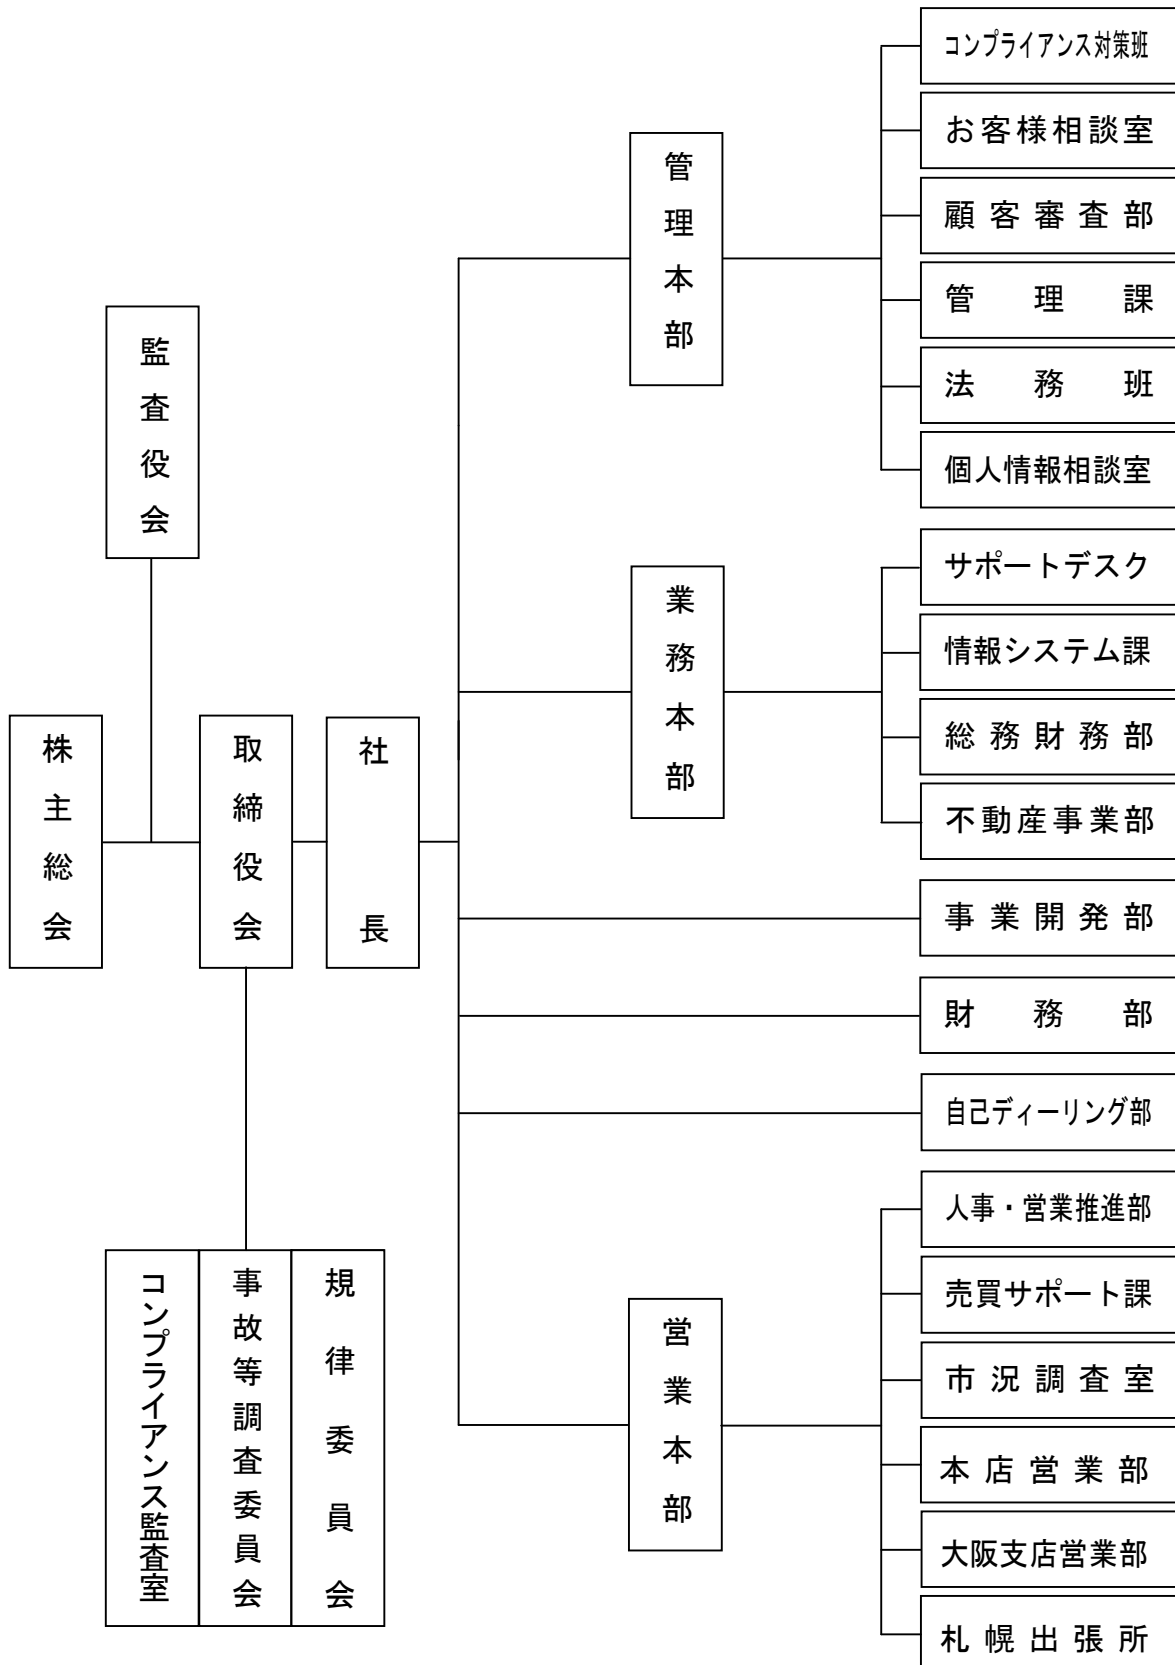 株主総会
監査役会
取締役会
社長
コンプライアンス監査室
事故等調査委員会
規律委員会
管理本部
コンプライアンス対策班
お客様相談室
顧客審査部
管理課
法務班
個人情報相談室
業務本部
サポートデスク
情報システム課
総務財務部
不動産事業部
事業開発部
財務部
自己ディーリング部
営業本部
人事・営業推進部
売買サポート課
市況調査室
本店営業部
大阪支店営業部
札幌出張所